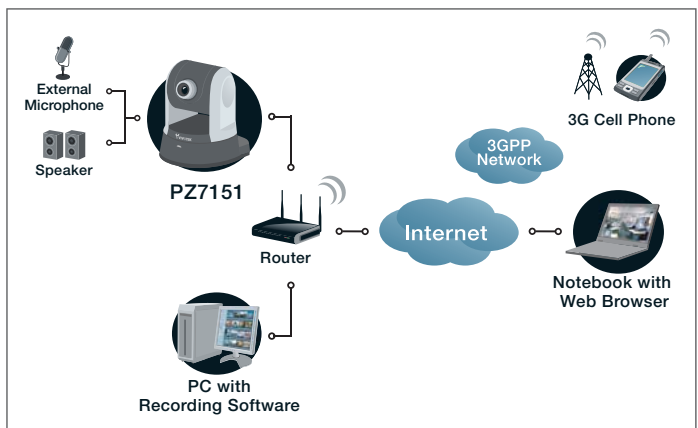 External
Microphone
Speaker
PZ7151
3G Cell Phone
3GPP
Network
Router
Internet
Notebook with
Web Browser
PC with
Recording Software